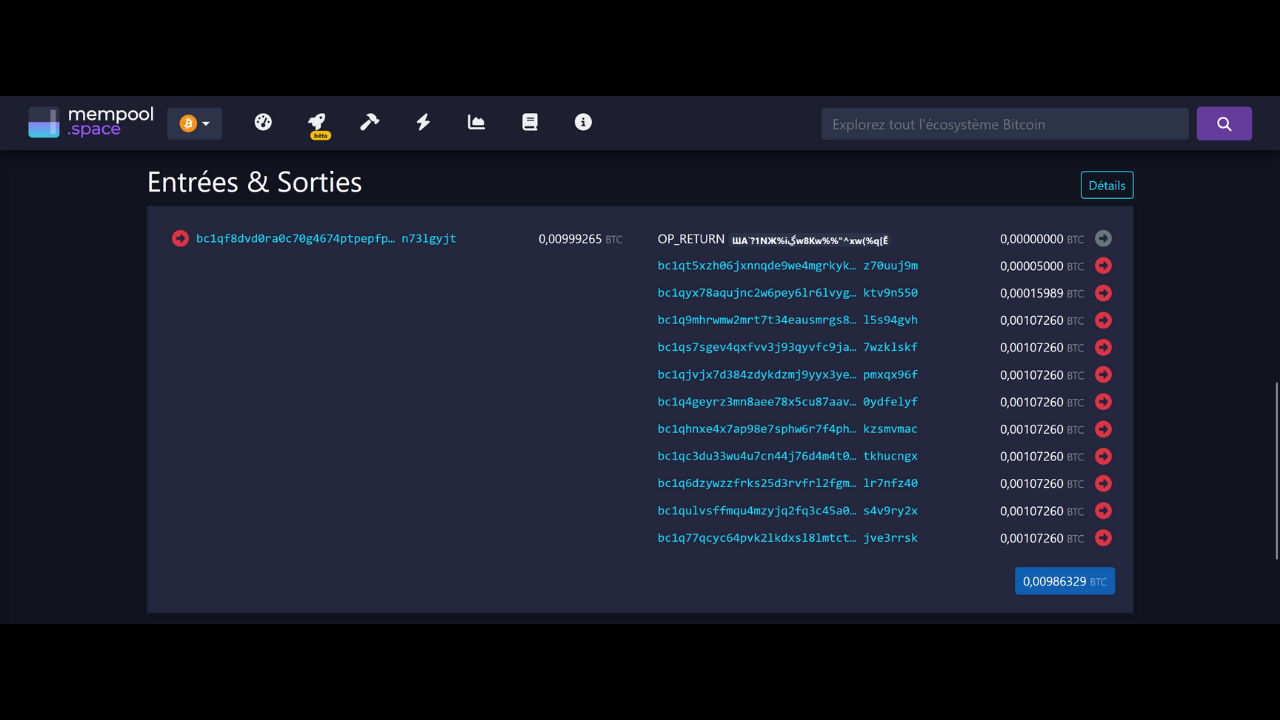 mempool
.space
bêta
Explorez tout l'écosystème Bitcoin
Entrées & Sorties
Détails
bc1qf8dvd0ra0c70g4674ptpepfp… n73lgyjt 0,00999265 BTC
OP_RETURN 0,00000000 BTC
bc1qt5xzh06jxnnqde9we4mgrkyk… z70uuj9m 0,00005000 BTC
bc1qyx78aqujnc2w6pey6lr6lvyg… ktv9n550 0,00015989 BTC
bc1q9mhrwmw2mrt7t34eausmrgs8… l5s94gvh 0,00107260 BTC
bc1qs7sgev4qxfvv3j93qyvfc9ja… 7wzklskf 0,00107260 BTC
bc1qjvjx7d384zdykdzmj9yyx3ye… pmxqx96f 0,00107260 BTC
bc1q4geyrz3mn8aee78x5cu87aav… 0ydfelyf 0,00107260 BTC
bc1qhnxe4x7ap98e7sphw6r7f4ph… kzsmvmac 0,00107260 BTC
bc1qc3du33wu4u7cn44j76d4m4t0… tkhucngx 0,00107260 BTC
bc1q6dzywzzfrks25d3rvfrl2fgm… lr7nfz40 0,00107260 BTC
bc1qulvsffmqu4mzyjq2fq3c45a0… s4v9ry2x 0,00107260 BTC
bc1q77qcyc64pvk2lkdxsl8lmtct… jve3rrsk 0,00107260 BTC
0,00986329 BTC